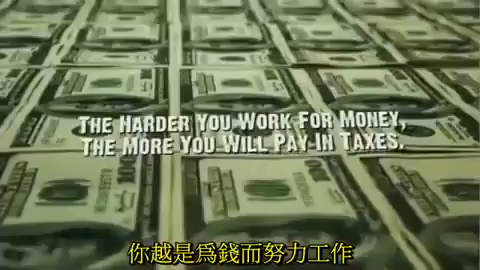 THE HARDER YOU WORK FOR MONEY,
THE MORE YOU WILL PAY IN TAXES.
你越是爲錢而努力工作